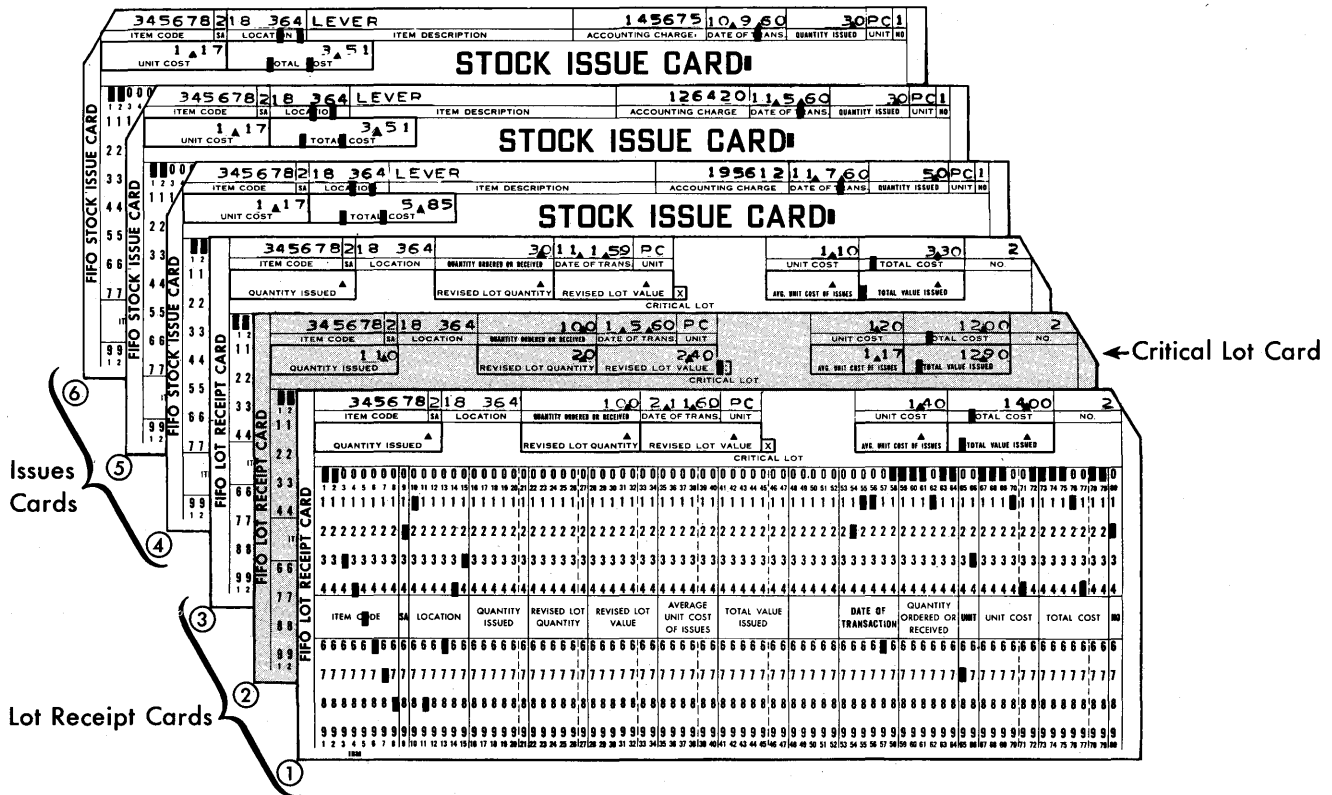 345678 2 18 364 LEVER 145675 10 9 60 30 PC 1
ITEM CODE SA LOCATION ITEM DESCRIPTION ACCOUNTING CHARGE DATE OF TRANS. QUANTITY ISSUED UNIT NO
1 17 3 51
UNIT COST TOTAL COST STOCK ISSUE CARD
FIFO STOCK ISSUE CARD
345678 2 18 364 LEVER 126420 11 5 60 30 PC 1
ITEM CODE SA LOCATION ITEM DESCRIPTION ACCOUNTING CHARGE DATE OF TRANS. QUANTITY ISSUED UNIT NO
1 17 3 51
UNIT COST TOTAL COST STOCK ISSUE CARD
FIFO STOCK ISSUE CARD
345678 2 18 364 LEVER 195612 11 7 60 50 PC 1
ITEM CODE SA LOCATION ITEM DESCRIPTION ACCOUNTING CHARGE DATE OF TRANS. QUANTITY ISSUED UNIT NO
1 17 5 85
UNIT COST TOTAL COST STOCK ISSUE CARD
FIFO STOCK ISSUE CARD
345678 2 18 364 30 11 1 59 PC 1 10 3 30 2
ITEM CODE SA LOCATION QUANTITY ORDERED OR RECEIVED DATE OF TRANS. UNIT UNIT COST TOTAL COST NO.
QUANTITY ISSUED REVISED LOT QUANTITY REVISED LOT VALUE X AVG. UNIT COST OF ISSUES TOTAL VALUE ISSUED
CRITICAL LOT
FIFO LOT RECEIPT CARD
345678 2 18 364 100 1 5 60 PC 1 20 12 00 2
ITEM CODE SA LOCATION QUANTITY ORDERED OR RECEIVED DATE OF TRANS. UNIT UNIT COST TOTAL COST NO.
110 20 2 40 1 17 12 90
QUANTITY ISSUED REVISED LOT QUANTITY REVISED LOT VALUE AVG. UNIT COST OF ISSUES TOTAL VALUE ISSUED
CRITICAL LOT
←Critical Lot Card
FIFO LOT RECEIPT CARD
345678 2 18 364 100 2 11 60 PC 1 40 14 00 2
ITEM CODE SA LOCATION QUANTITY ORDERED OR RECEIVED DATE OF TRANS. UNIT UNIT COST TOTAL COST NO.
QUANTITY ISSUED REVISED LOT QUANTITY REVISED LOT VALUE X AVG. UNIT COST OF ISSUES TOTAL VALUE ISSUED
CRITICAL LOT
FIFO LOT RECEIPT CARD
ITEM CODE SA LOCATION QUANTITY ISSUED REVISED LOT QUANTITY REVISED LOT VALUE AVERAGE UNIT COST OF ISSUES TOTAL VALUE ISSUED DATE OF TRANSACTION QUANTITY ORDERED OR RECEIVED UNIT UNIT COST TOTAL COST NO
IBM
⑥
⑤
④
Issues
Cards
③
②
①
Lot Receipt Cards